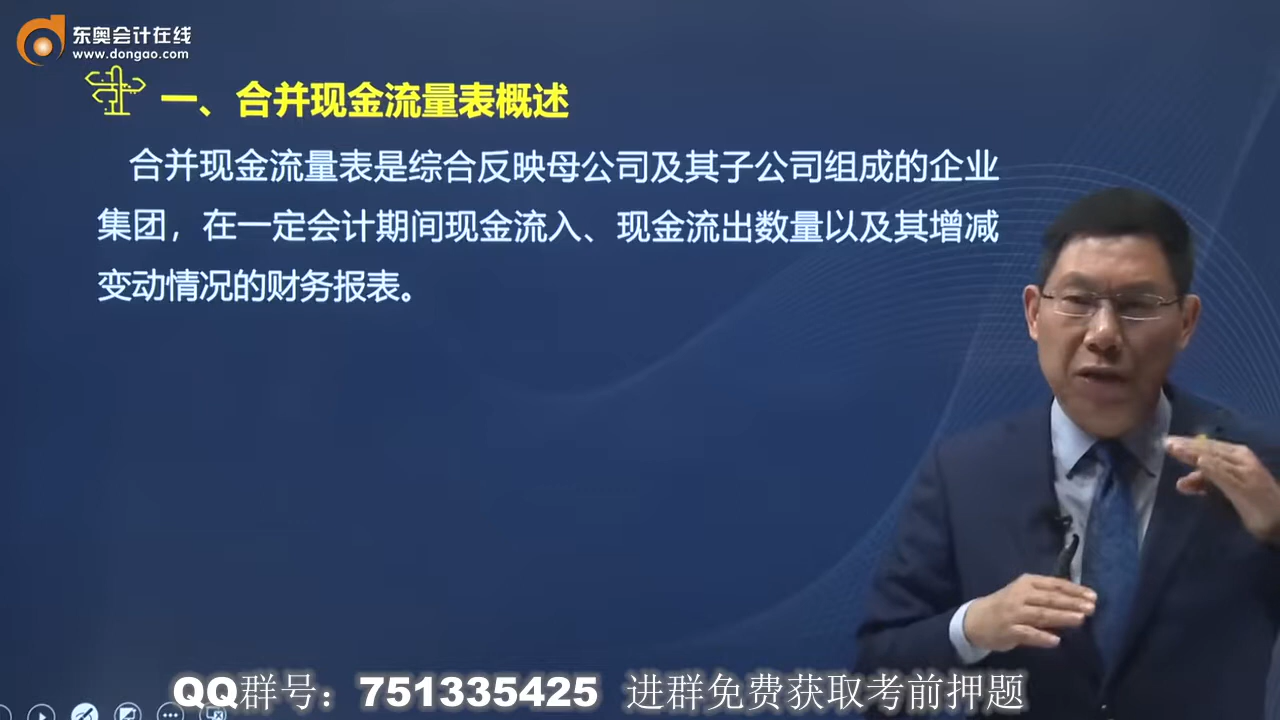 东奥会计在线
www.dongao.com
一、合并现金流量表概述
合并现金流量表是综合反映母公司及其子公司组成的企业
集团，在一定会计期间现金流入、现金流出数量以及其增减
变动情况的财务报表。
QQ群号：751335425 进群免费获取考前押题